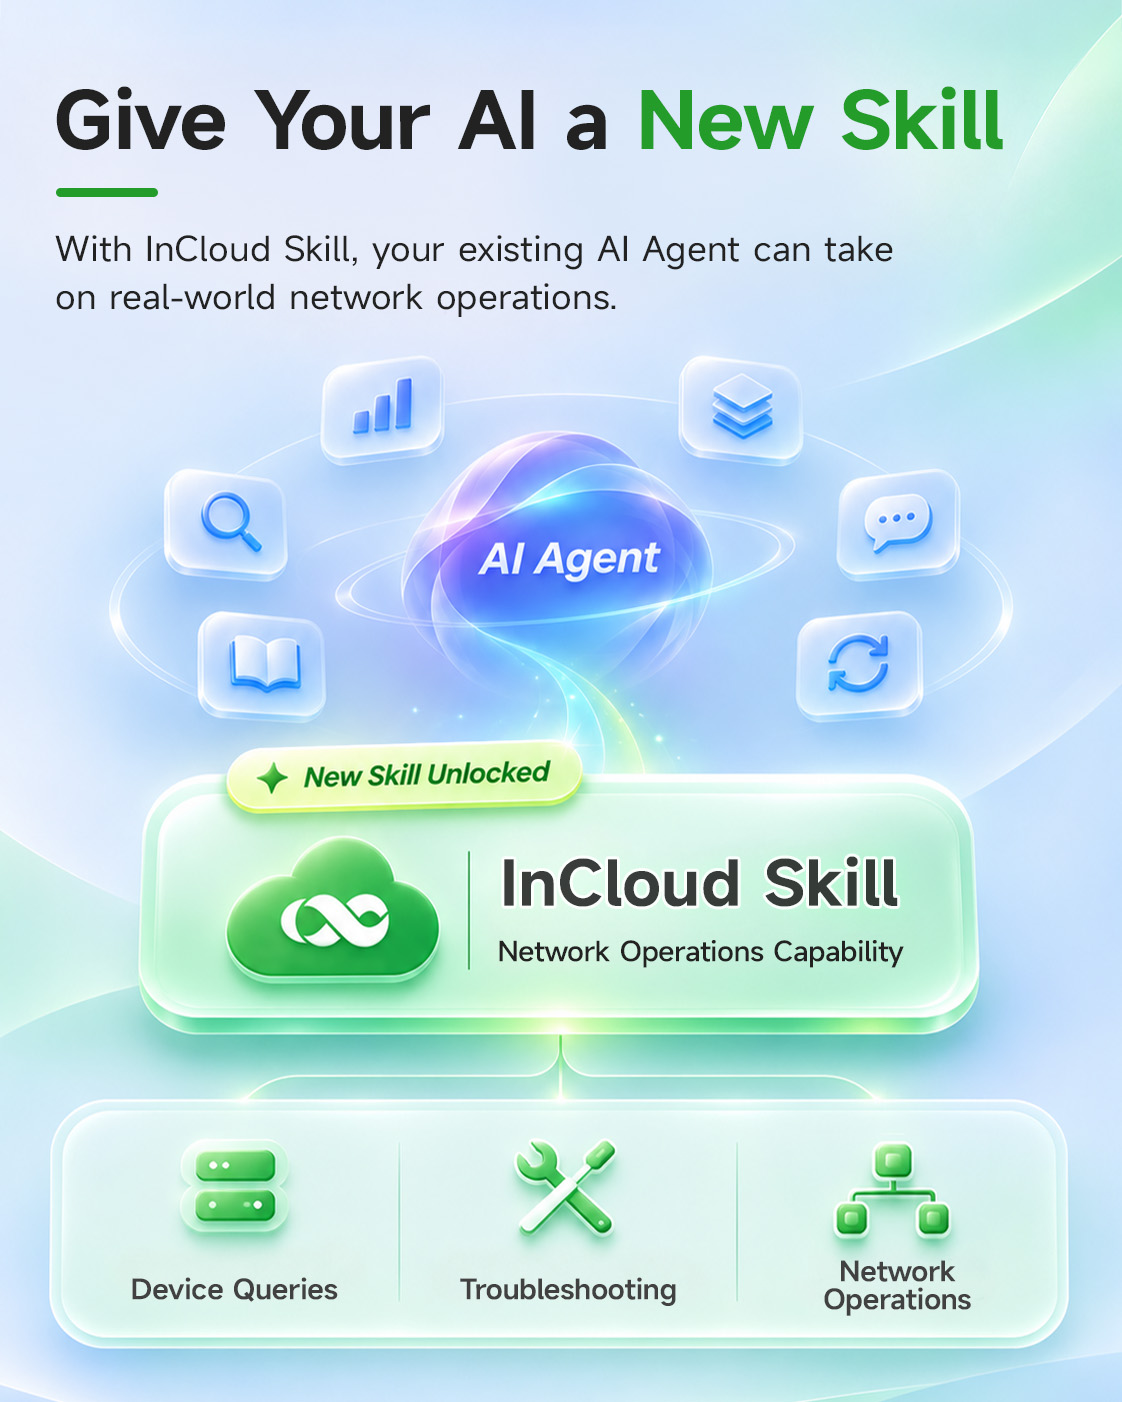 Give Your AI a New Skill
With InCloud Skill, your existing AI Agent can take
on real-world network operations.
AI Agent
New Skill Unlocked
InCloud Skill
Network Operations Capability
Device Queries
Troubleshooting
Network
Operations